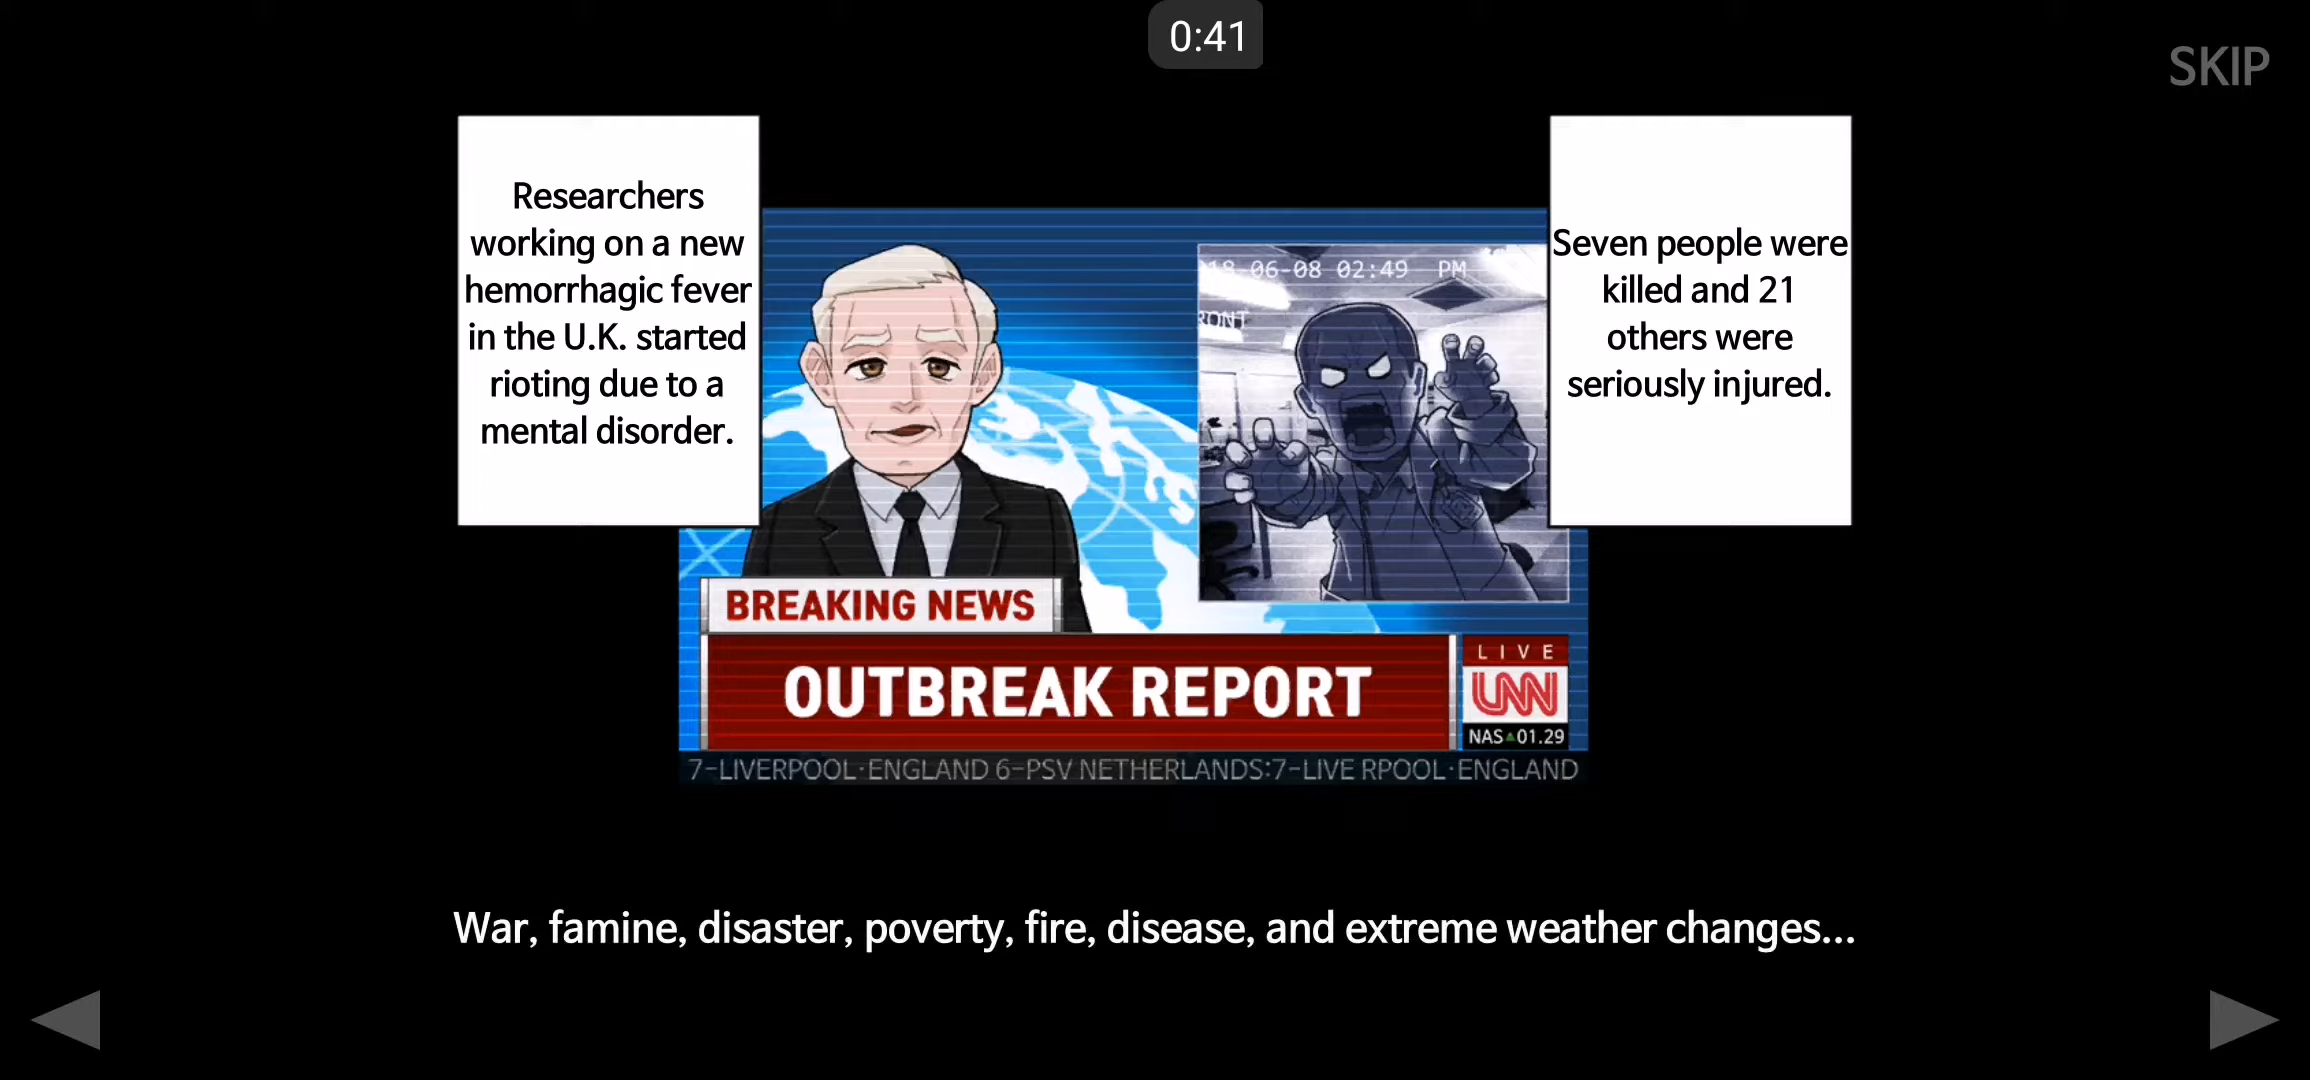 0:41
SKIP
Researchers
working on a new
hemorrhagic fever
in the U.K. started
rioting due to a
mental disorder.
Seven people were
killed and 21
others were
seriously injured.
18-06-08 02:49 PM
RONT
BREAKING NEWS
OUTBREAK REPORT
LIVE
UNN
NAS▲01.29
7-LIVERPOOL·ENGLAND 6-PSV NETHERLANDS:7-LIVE RPOOL·ENGLAND
War, famine, disaster, poverty, fire, disease, and extreme weather changes...